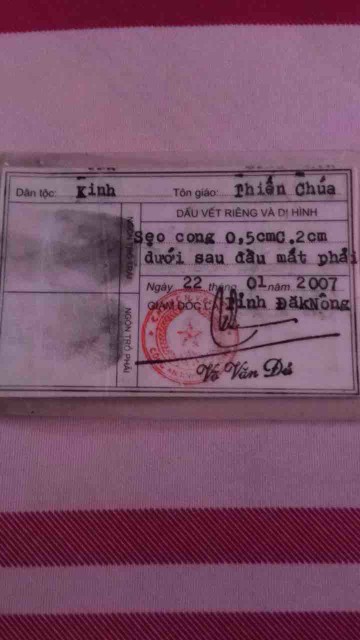 Dân tộc: Kinh Tôn giáo: Thiên Chúa
DẤU VẾT RIÊNG VÀ DỊ HÌNH
Sẹo cong 0,5cmC.2cm
dưới sau đầu mắt phải
Ngày 22 tháng 01 năm 2007
GIÁM ĐỐC CA Tỉnh ĐăkNông
NGÓN TRỎ TRÁI
NGÓN TRỎ PHẢI
Võ Văn Đủ